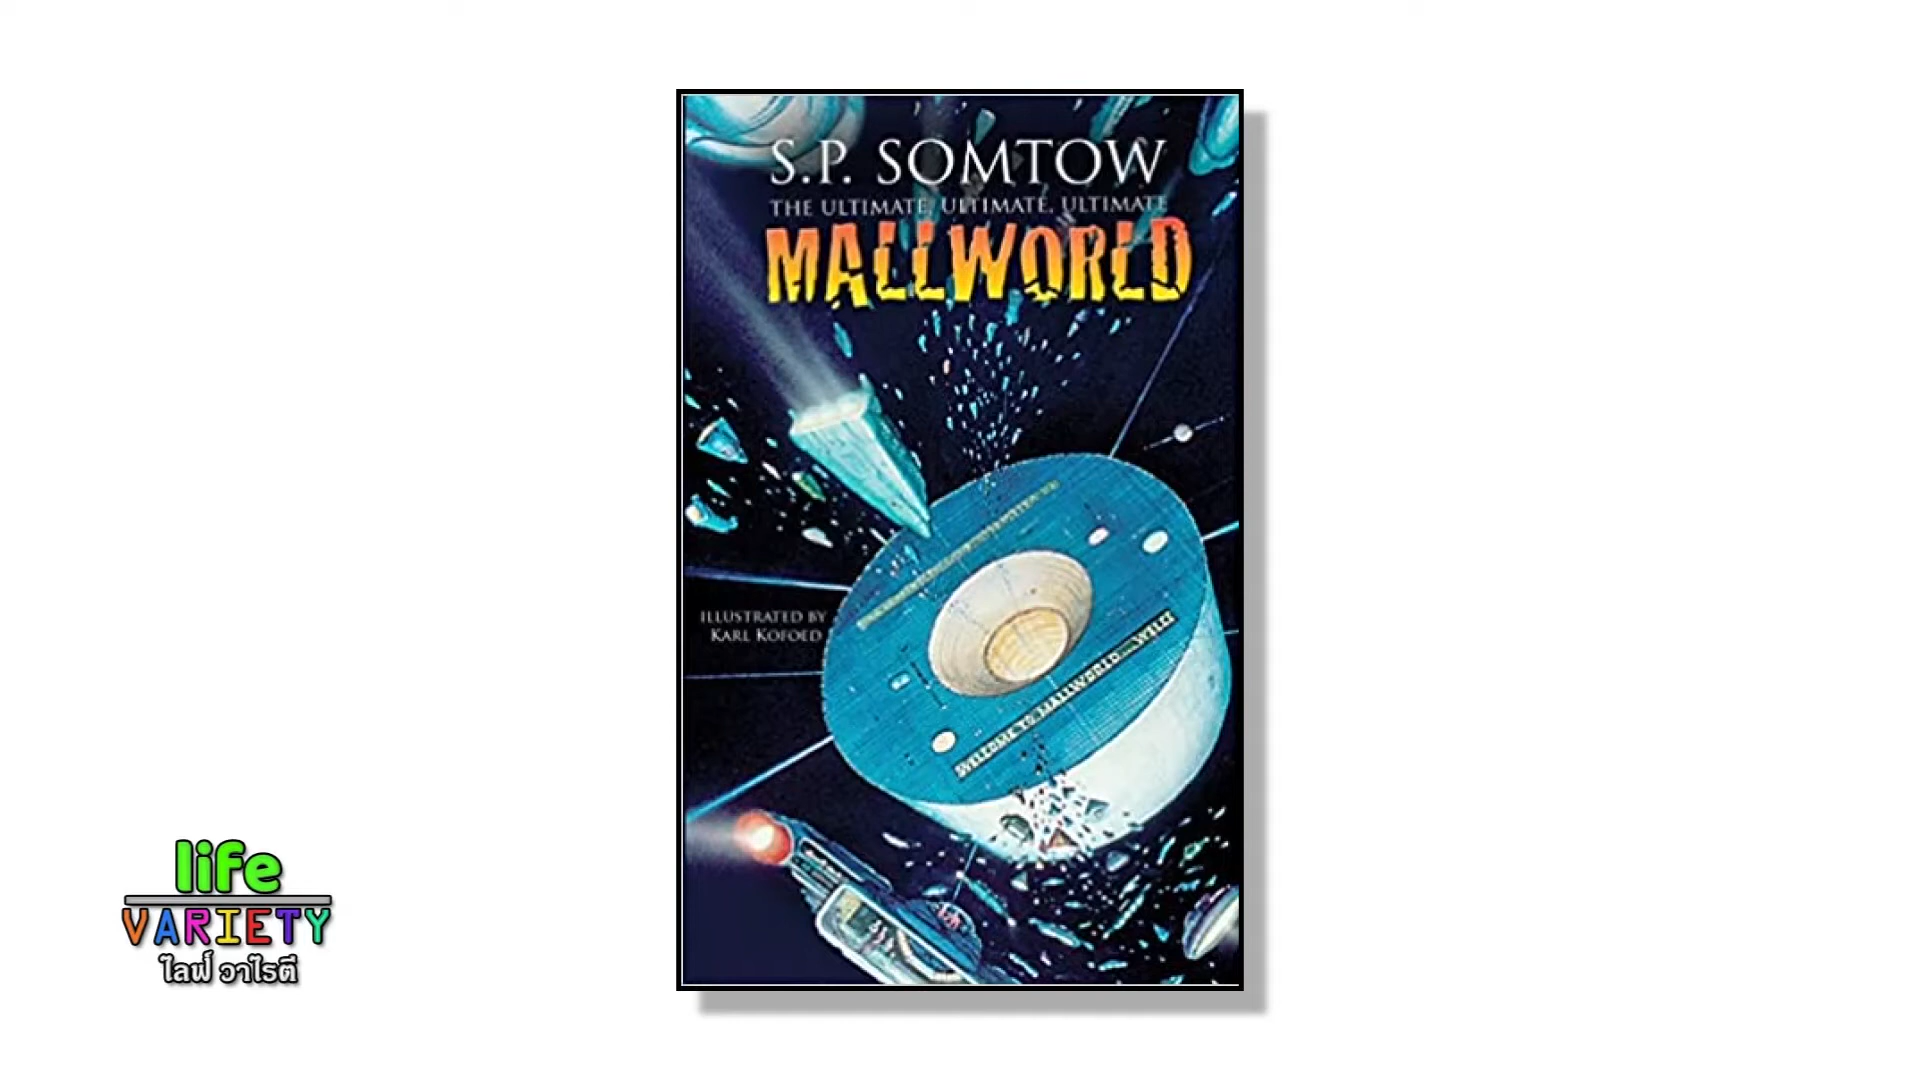 S.P. SOMTOW
THE ULTIMATE, ULTIMATE, ULTIMATE
MALLWORLD
ILLUSTRATED BY
KARL KOFOED
WELCOME TO MALLWORLD
life
VARIETY
ไลฟ์ วาไรตี